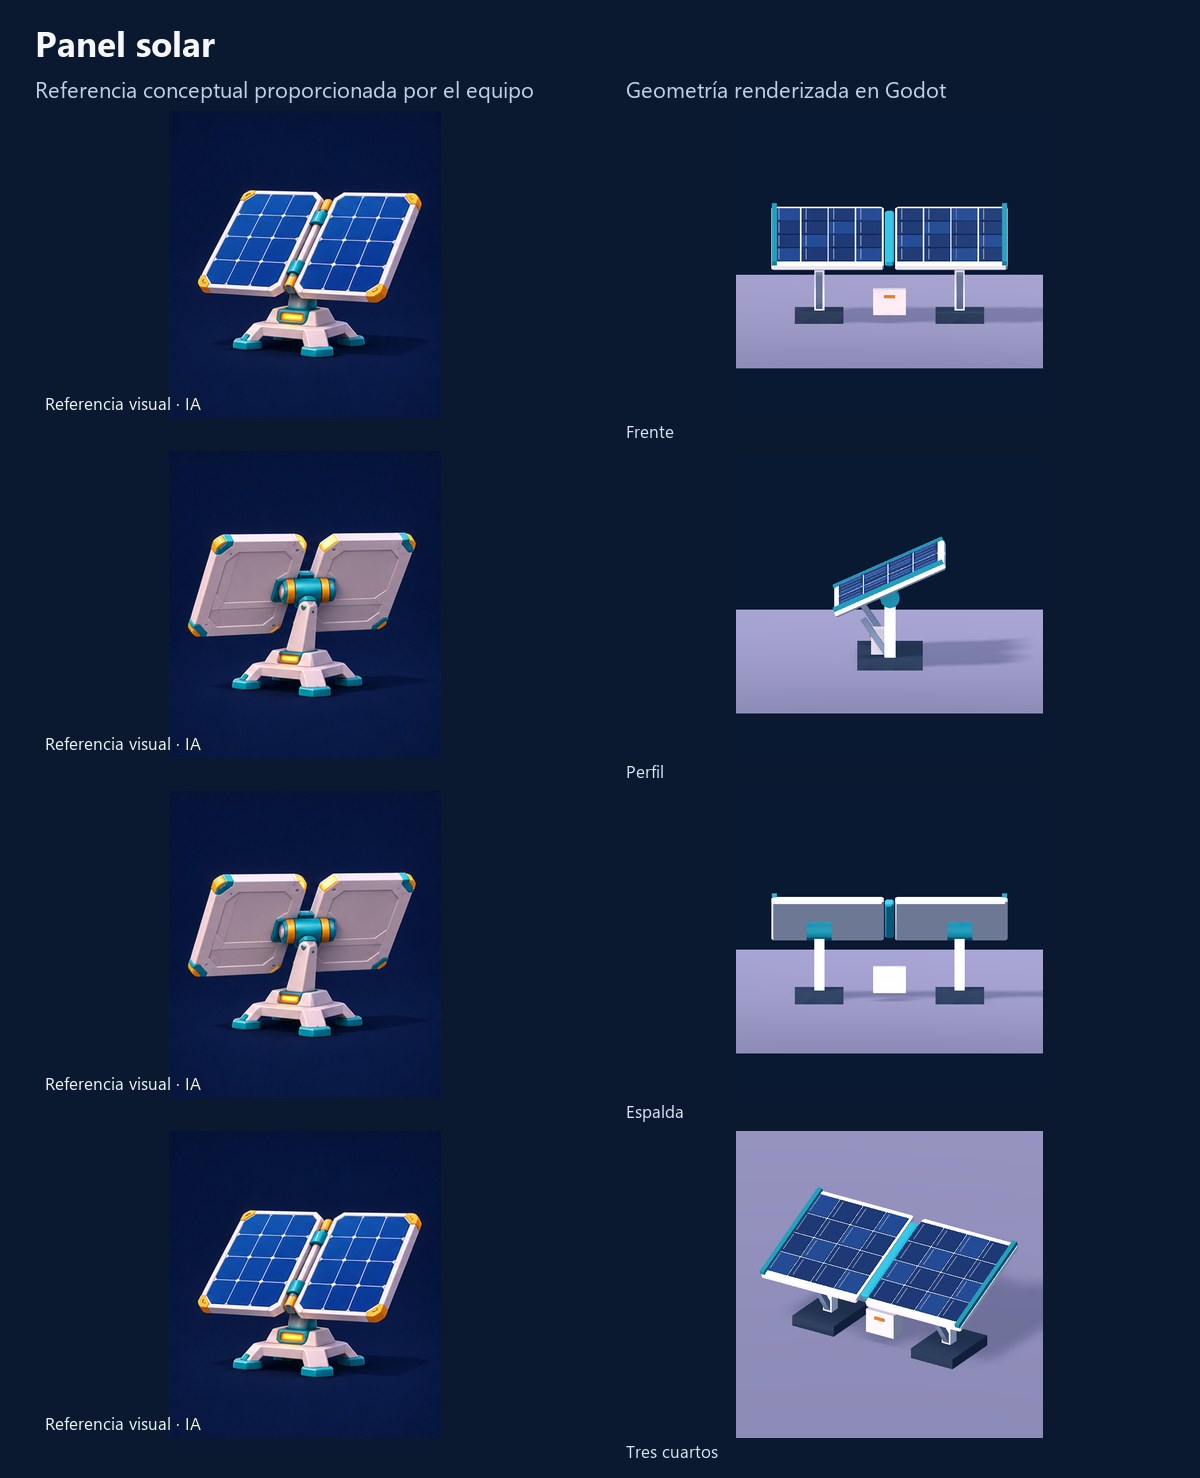 Panel solar
Referencia conceptual proporcionada por el equipo
Geometría renderizada en Godot
Referencia visual · IA
Frente
Referencia visual · IA
Perfil
Referencia visual · IA
Espalda
Referencia visual · IA
Tres cuartos